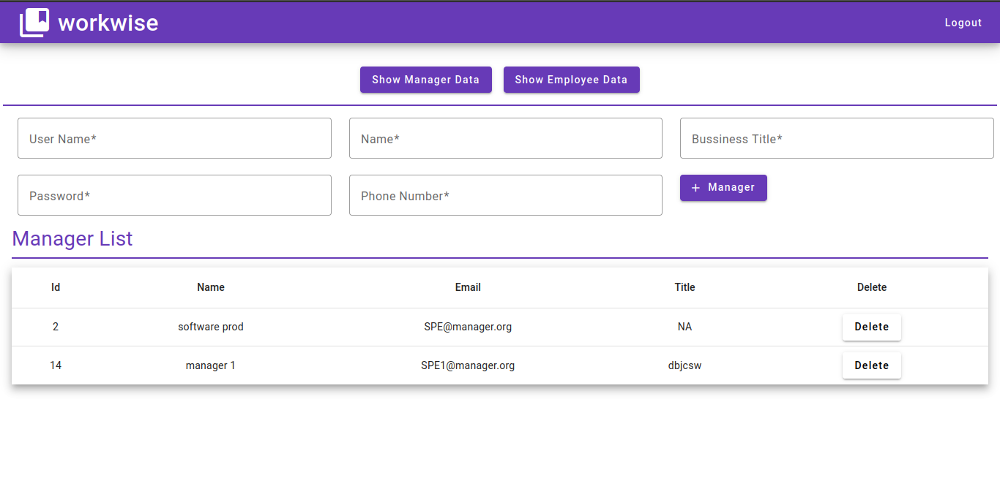 workwise
Logout
Show Manager Data Show Employee Data
User Name* Name* Bussiness Title*
Password* Phone Number* + Manager
Manager List
Id Name Email Title Delete
2 software prod SPE@manager.org NA Delete
14 manager 1 SPE1@manager.org dbjcsw Delete